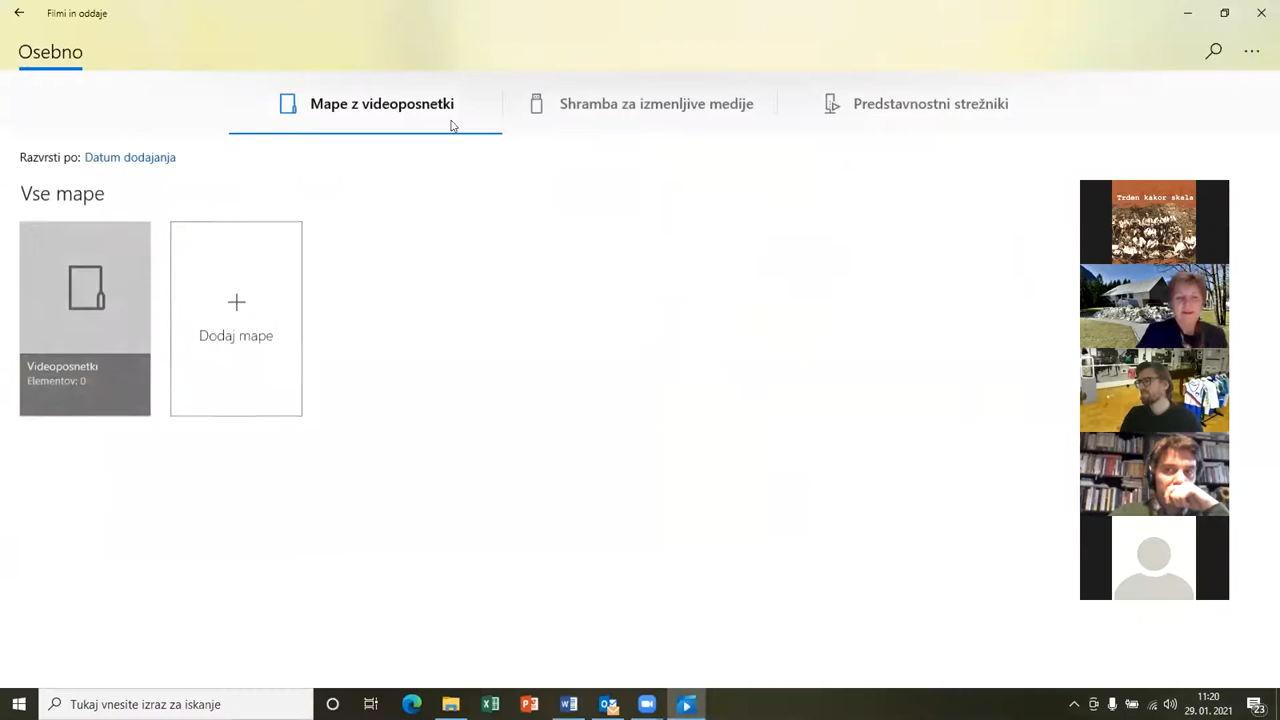 Filmi in oddaje
Osebno
Mape z videoposnetki
Shramba za izmenljive medije
Predstavnostni strežniki
Razvrsti po: Datum dodajanja
Vse mape
Videoposnetki
Elementov: 0
Dodaj mape
Trden kakor skala
Tukaj vnesite izraz za iskanje
11:20
29. 01. 2021
23